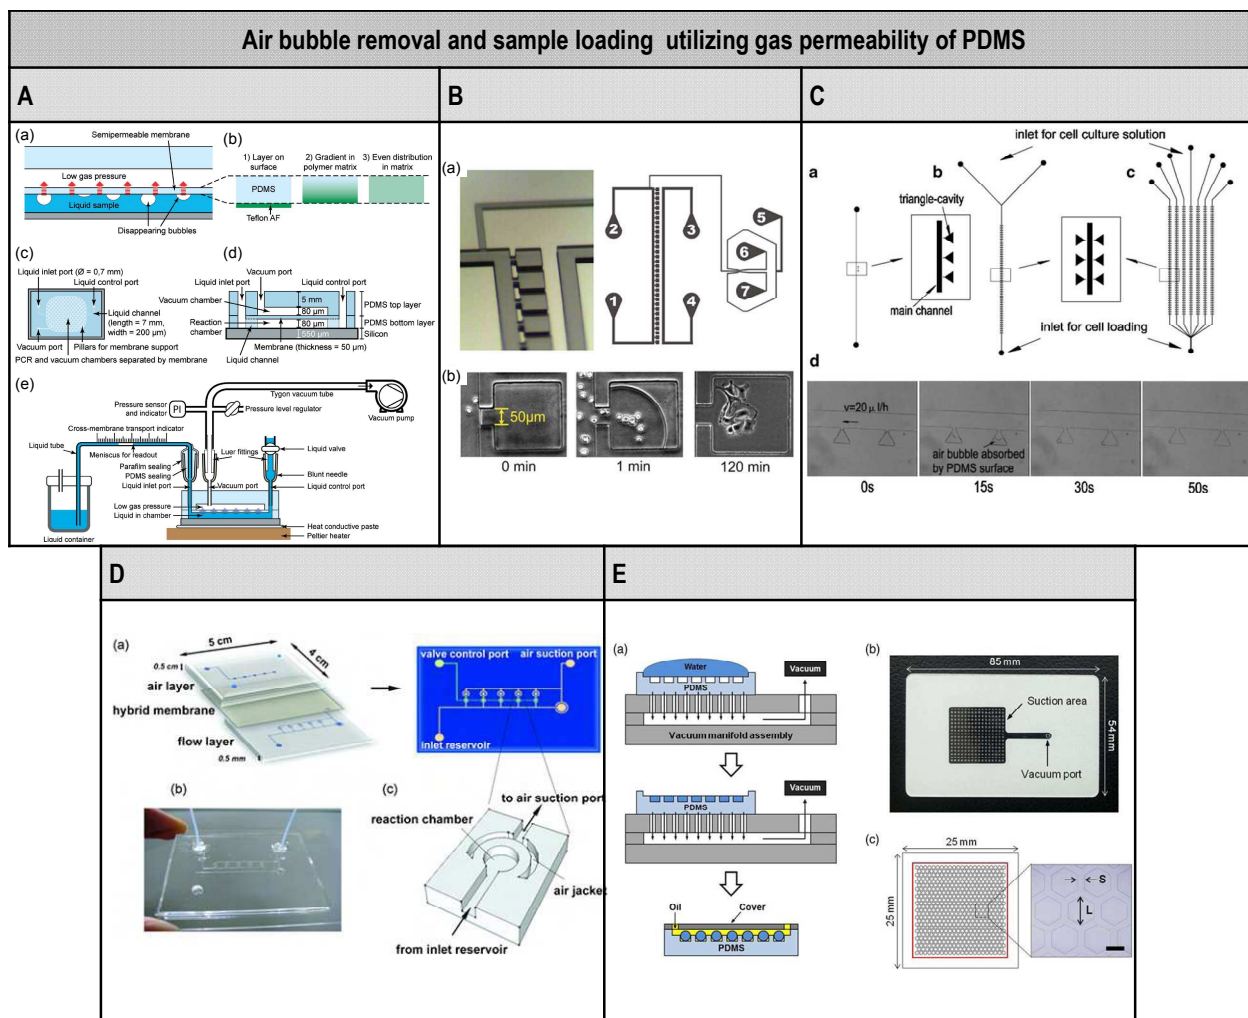 Air bubble removal and sample loading utilizing gas permeability of PDMS
A
(a)
Semipermeable membrane
Low gas pressure
Liquid sample
Disappearing bubbles
(b)
1) Layer on
surface
2) Gradient in
polymer matrix
3) Even distribution
in matrix
PDMS
Teflon AF
(c)
Liquid inlet port (Ø = 0,7 mm)
Liquid control port
Liquid channel
(length = 7 mm,
width = 200 µm)
Vacuum port
Pillars for membrane support
PCR and vacuum chambers separated by membrane
(d)
Vacuum port
Liquid inlet port
Liquid control port
Vacuum chamber
5 mm
80 µm
PDMS top layer
Reaction
chamber
80 µm
PDMS bottom layer
550 µm
Silicon
Membrane (thickness = 50 µm)
Liquid channel
(e)
Tygon vacuum tube
Vacuum pump
Pressure sensor
and indicator
PI
Pressure level regulator
Cross-membrane transport indicator
Liquid tube
Meniscus for readout
Luer fittings
Liquid valve
Parafilm sealing
PDMS sealing
Blunt needle
Liquid inlet port
Vacuum port
Liquid control port
Low gas pressure
Liquid in chamber
Heat conductive paste
Liquid container
Peltier heater
B
(a)
2
3
5
6
7
1
4
(b)
50µm
0 min
1 min
120 min
C
inlet for cell culture solution
a
b
c
triangle-cavity
main channel
inlet for cell loading
d
v=20 µ l/h
air bubble absorbed
by PDMS surface
0s
15s
30s
50s
D
(a)
5 cm
4 cm
0.5 cm
air layer
hybrid membrane
flow layer
0.5 mm
valve control port
air suction port
inlet reservoir
(b)
(c)
to air suction port
reaction chamber
air jacket
from inlet reservoir
E
(a)
Water
Vacuum
PDMS
Vacuum manifold assembly
Vacuum
PDMS
Oil
Cover
PDMS
(b)
85 mm
54 mm
Suction area
Vacuum port
(c)
25 mm
25 mm
S
L